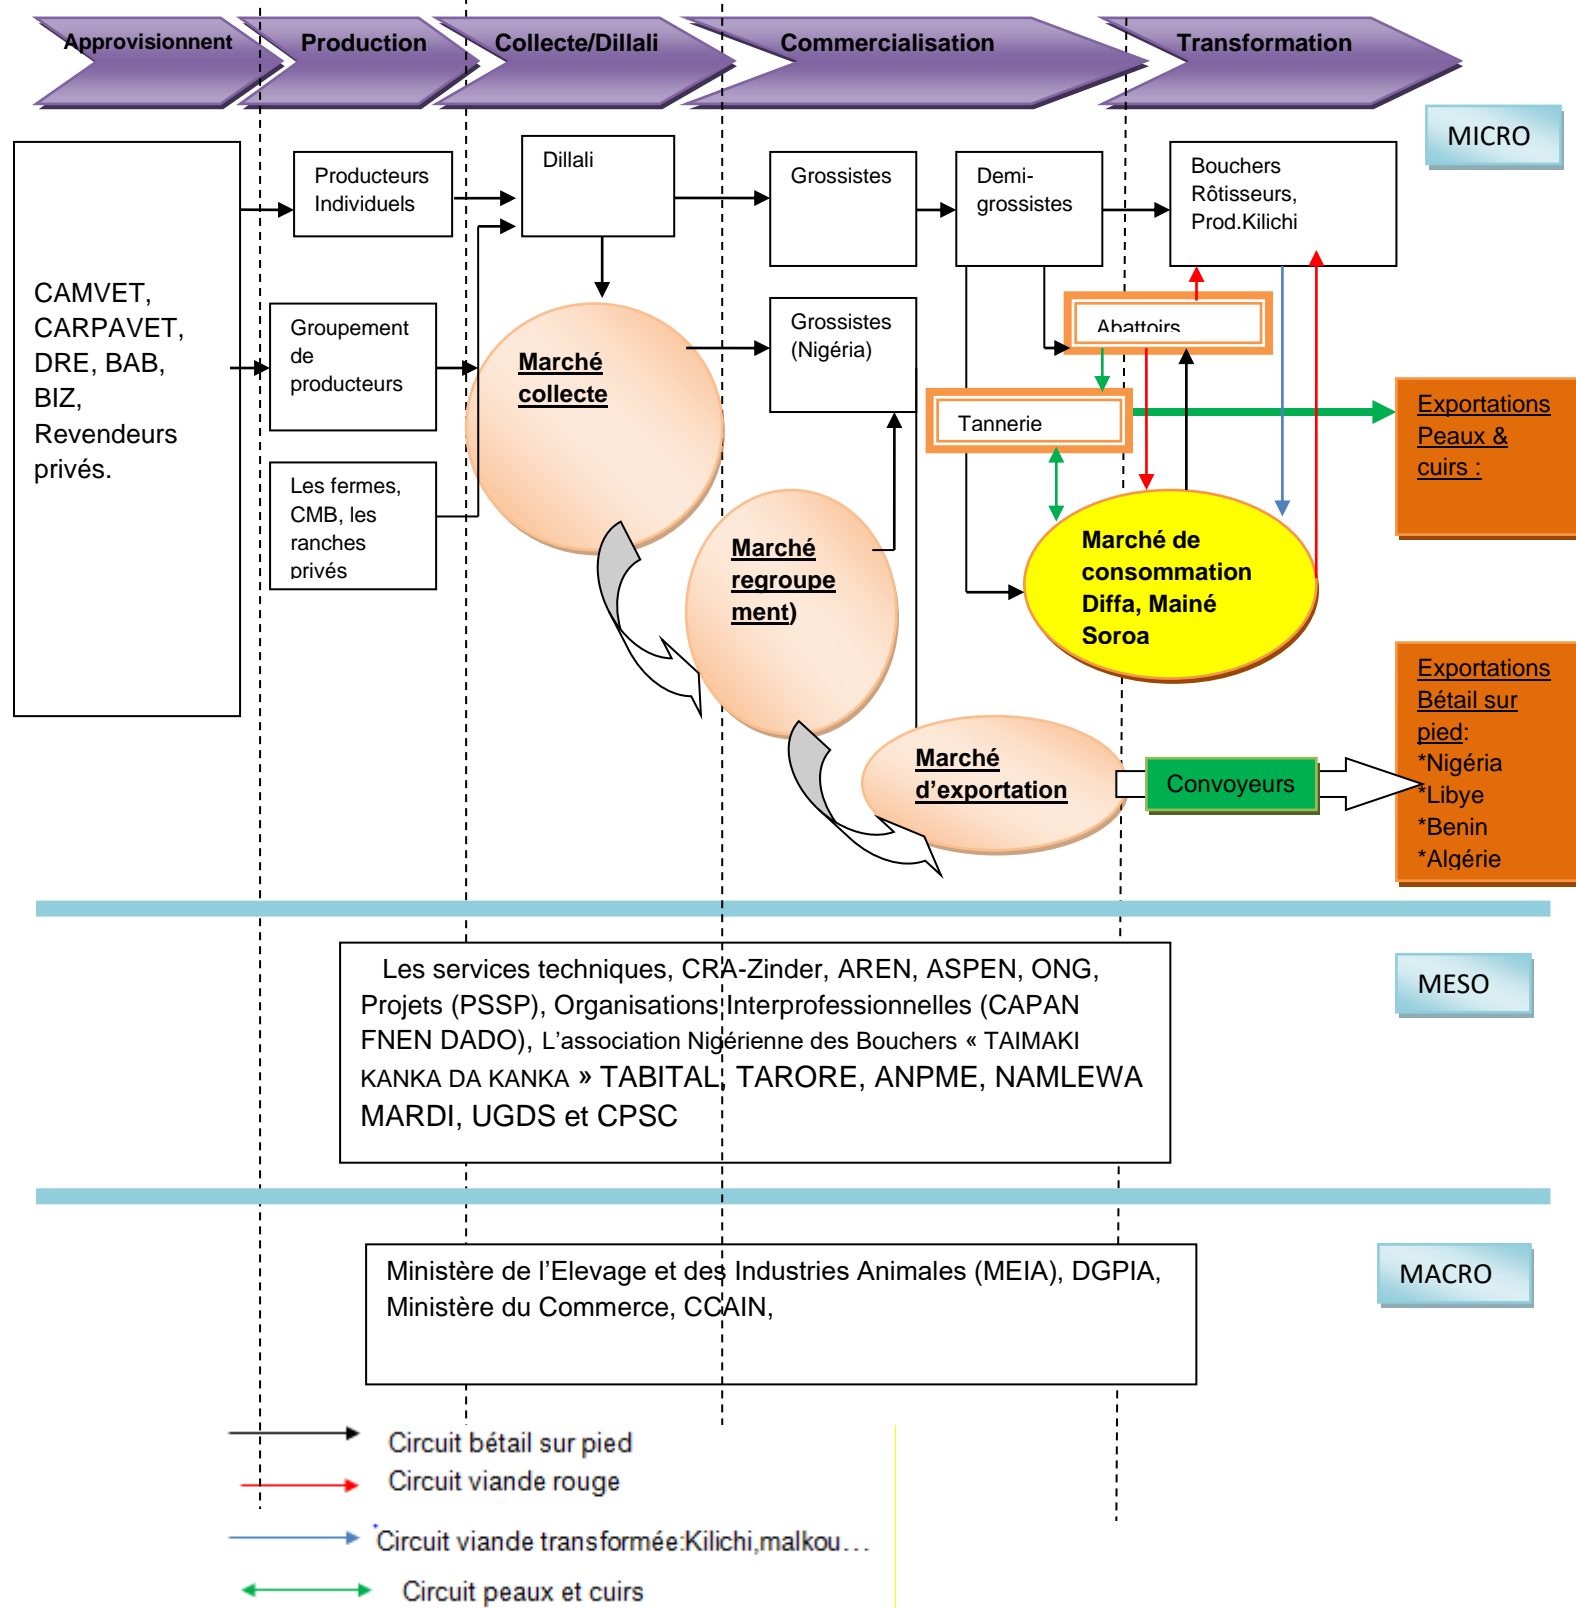 Approvisionnent
Production
Collecte/Dillali
Commercialisation
Transformation
MICRO
CAMVET,
CARPAVET,
DRE, BAB,
BIZ,
Revendeurs
privés.
Producteurs
Individuels
Groupement
de
producteurs
Les fermes,
CMB, les
ranches
privés
Dillali
Marché
collecte
Grossistes
Grossistes
(Nigéria)
Marché
regroupe
ment)
Demi-
grossistes
Bouchers
Rôtisseurs,
Prod.Kilichi
Abattoirs
Tannerie
Marché de
consommation
Diffa, Mainé
Soroa
Marché
d’exportation
Convoyeurs
Exportations
Peaux &
cuirs :
Exportations
Bétail sur
pied:
*Nigéria
*Libye
*Benin
*Algérie
Les services techniques, CRA-Zinder, AREN, ASPEN, ONG,
Projets (PSSP), Organisations Interprofessionnelles (CAPAN
FNEN DADO), L’association Nigérienne des Bouchers « TAIMAKI
KANKA DA KANKA » TABITAL, TARORE, ANPME, NAMLEWA
MARDI, UGDS et CPSC
MESO
Ministère de l’Elevage et des Industries Animales (MEIA), DGPIA,
Ministère du Commerce, CCAIN,
MACRO
Circuit bétail sur pied
Circuit viande rouge
Circuit viande transformée:Kilichi,malkou…
Circuit peaux et cuirs